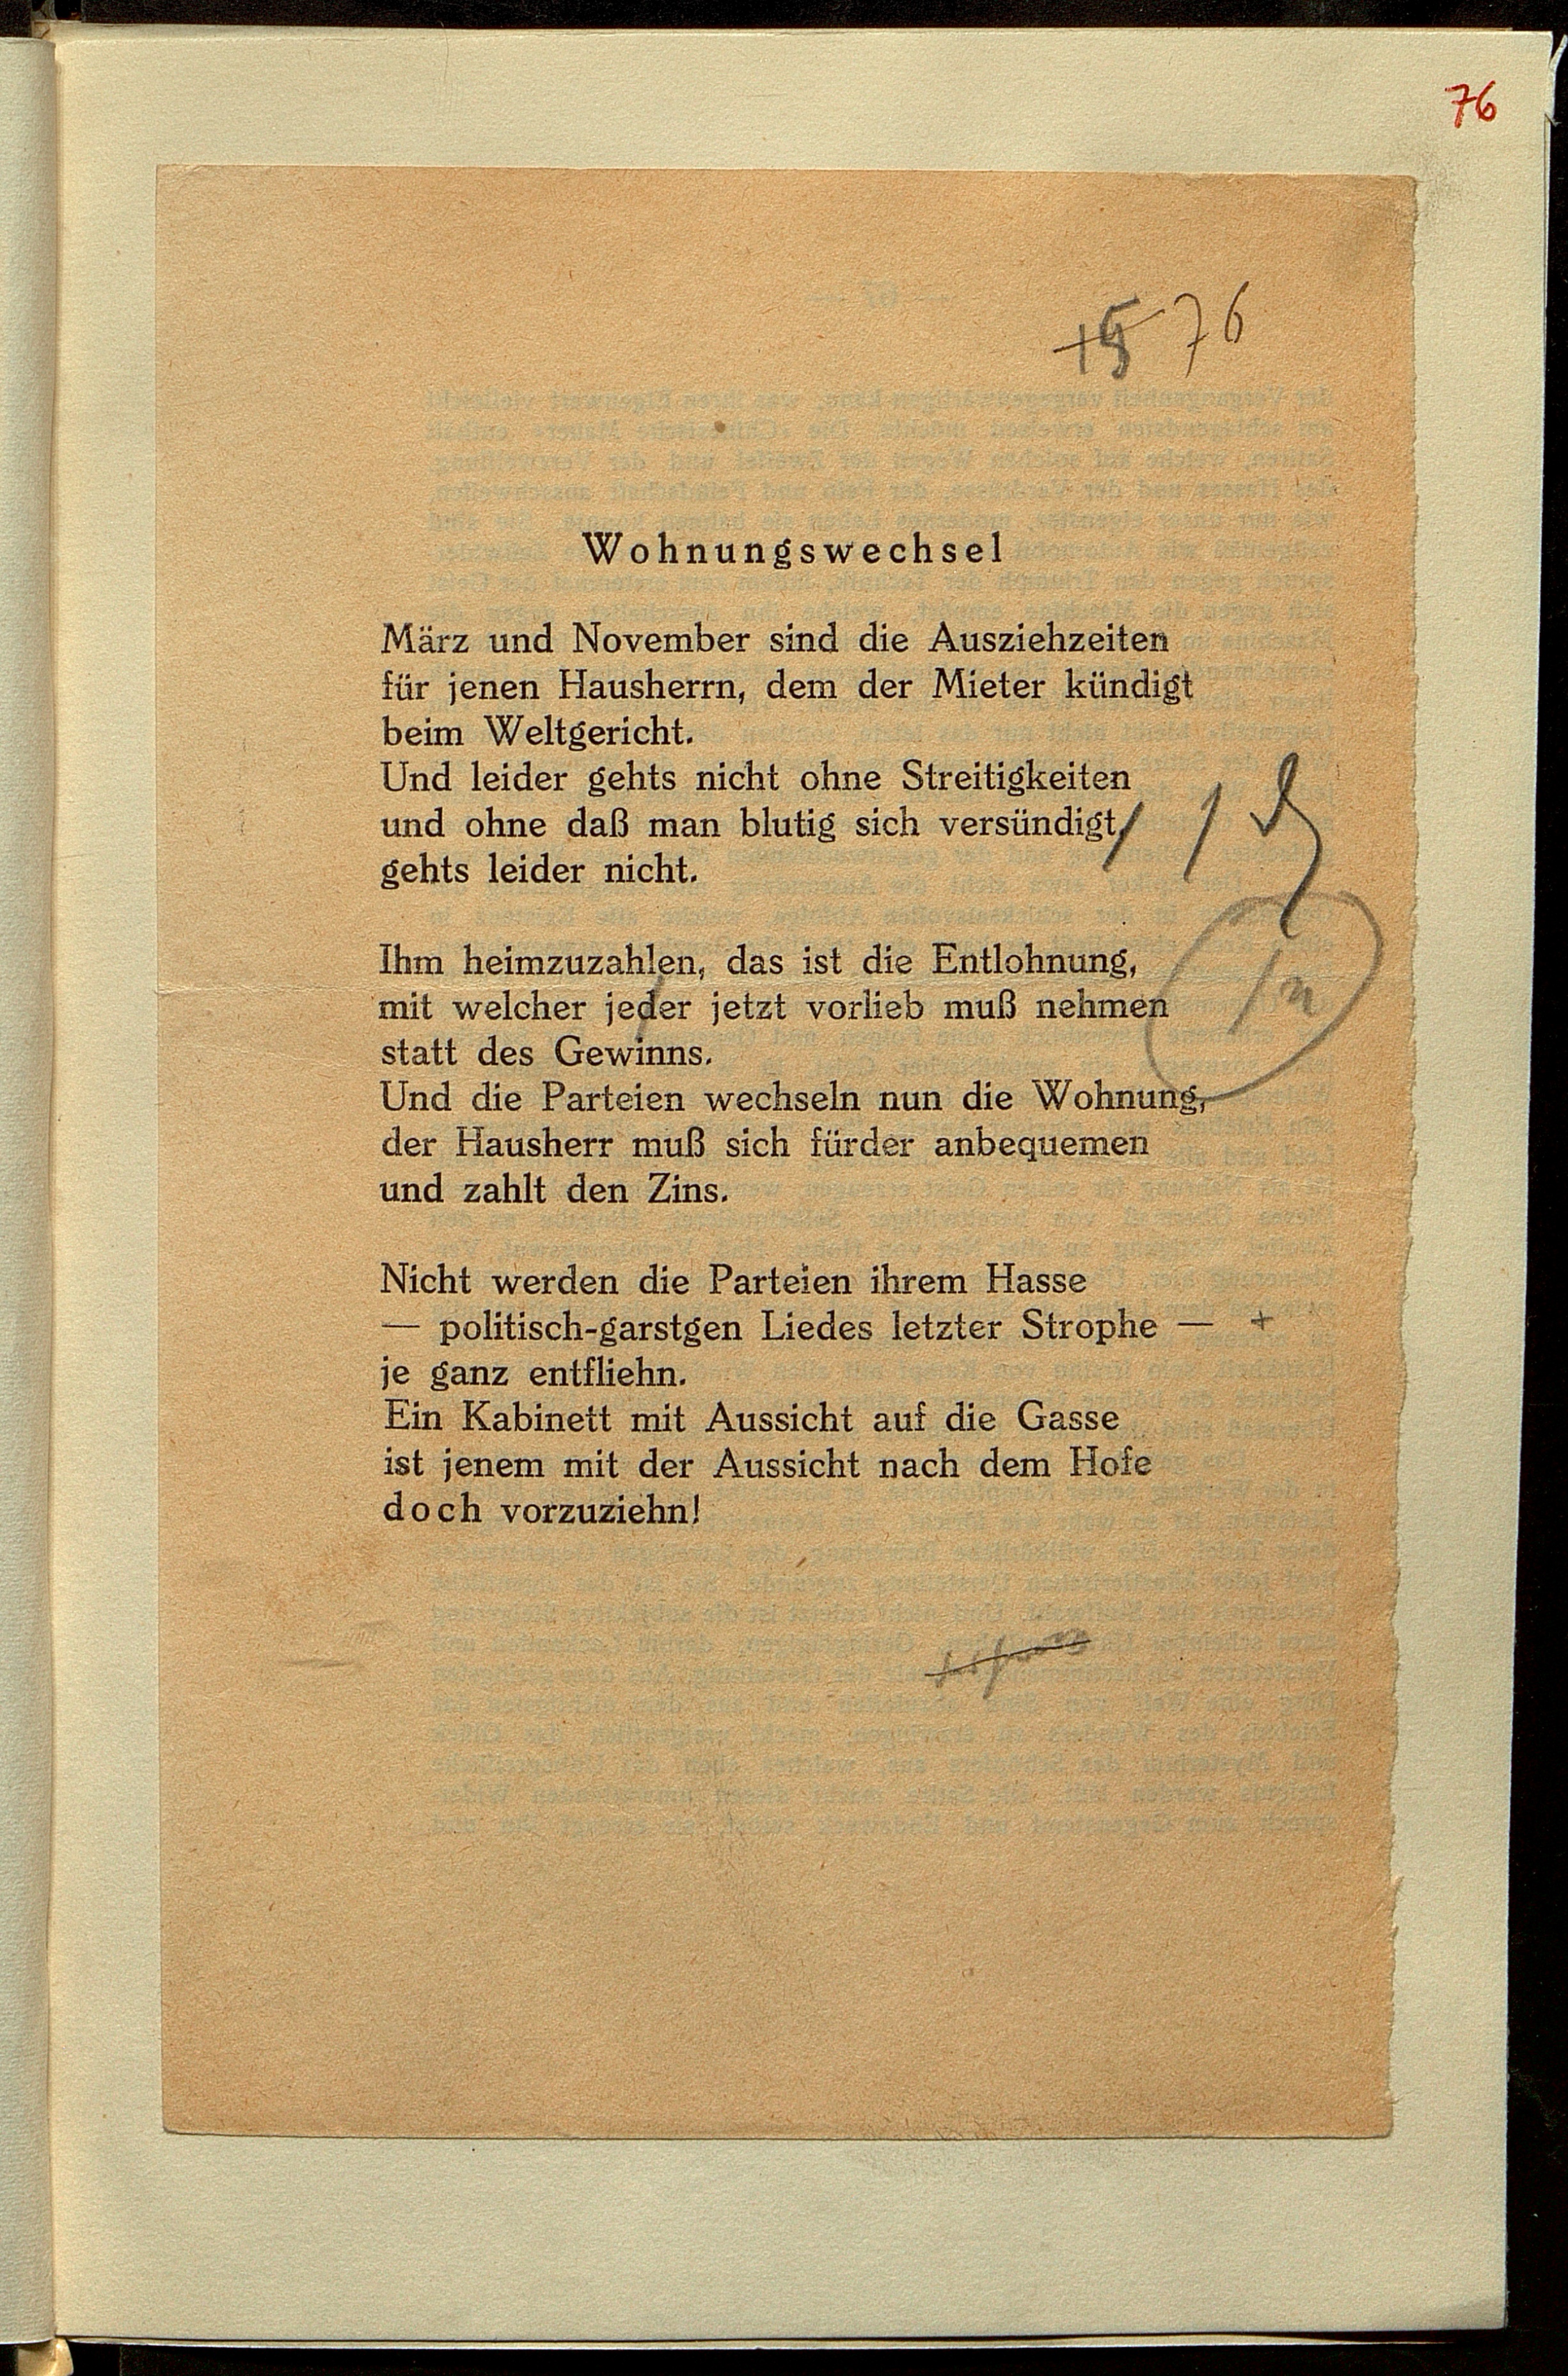 76
76
Wohnungswechsel
März und November sind die Ausziehzeiten
für jenen Hausherrn, dem der Mieter kündigt
beim Weltgericht.
Und leider gehts nicht ohne Streitigkeiten
und ohne daß man blutig sich versündigt,
gehts leider nicht.
Ihm heimzuzahlen, das ist die Entlohnung,
mit welcher jeder jetzt vorlieb muß nehmen
statt des Gewinns.
Und die Parteien wechseln nun die Wohnung,
der Hausherr muß sich fürder anbequemen
und zahlt den Zins.
Nicht werden die Parteien ihrem Hasse
— politisch-garstgen Liedes letzter Strophe — +
je ganz entfliehn.
Ein Kabinett mit Aussicht auf die Gasse
ist jenem mit der Aussicht nach dem Hofe
doch vorzuziehn!